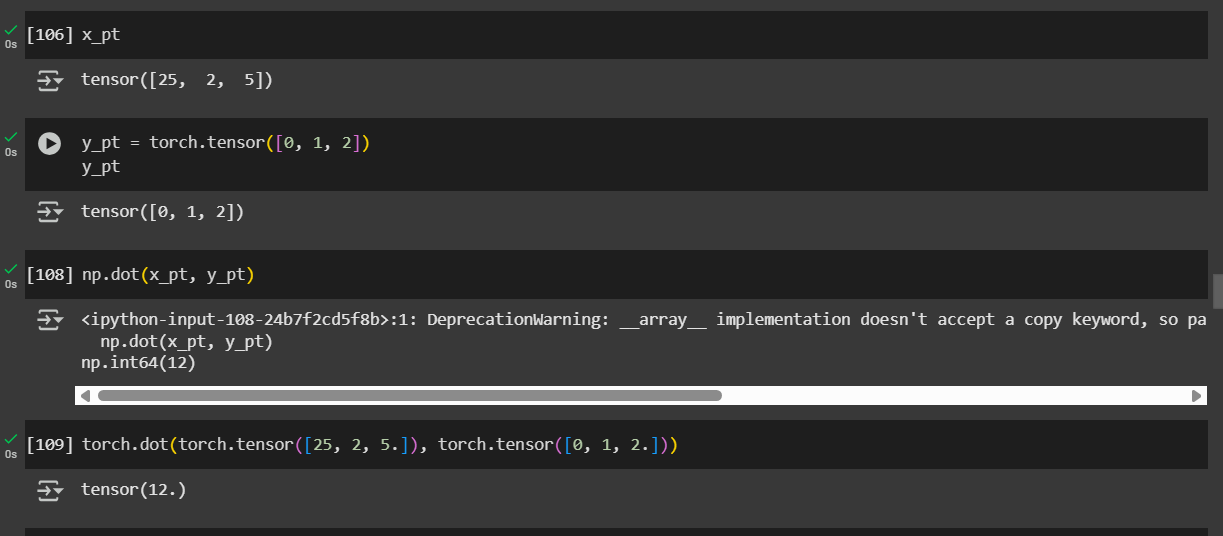 [106] x_pt
0s
tensor([25,  2,  5])
y_pt = torch.tensor([0, 1, 2])
0s
y_pt
tensor([0, 1, 2])
[108] np.dot(x_pt, y_pt)
0s
<ipython-input-108-24b7f2cd5f8b>:1: DeprecationWarning: __array__ implementation doesn't accept a copy keyword, so pa
  np.dot(x_pt, y_pt)
np.int64(12)
[109] torch.dot(torch.tensor([25, 2, 5.]), torch.tensor([0, 1, 2.]))
0s
tensor(12.)